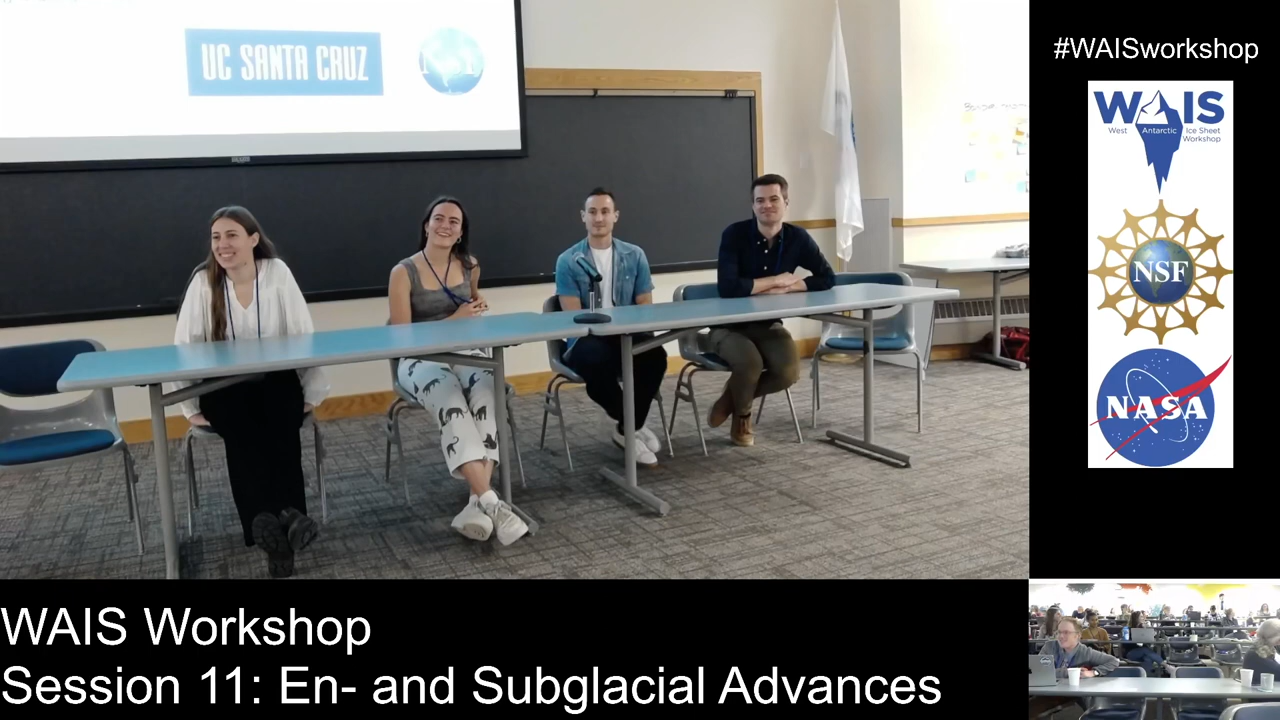 UC SANTA CRUZ
NSF
#WAISworkshop
WAIS
West Antarctic Ice Sheet
Workshop
NSF
NASA
WAIS Workshop
Session 11: En- and Subglacial Advances